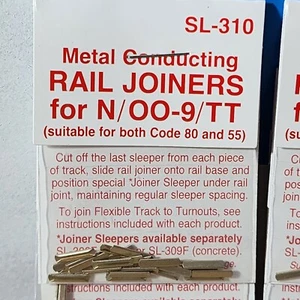 SL-310
Metal Conducting
RAIL JOINERS
for N/OO-9/TT
(suitable for both Code 80 and 55)
Cut off the last sleeper from each piece
of track, slide rail joiner onto rail base and
position special *Joiner Sleeper under rail
joint, maintaining regular sleeper spacing.
To join Flexible Track to Turnouts, see
instructions included with each product.
*Joiner Sleepers available separately
SL-309F (concrete).
instructions included with each product.